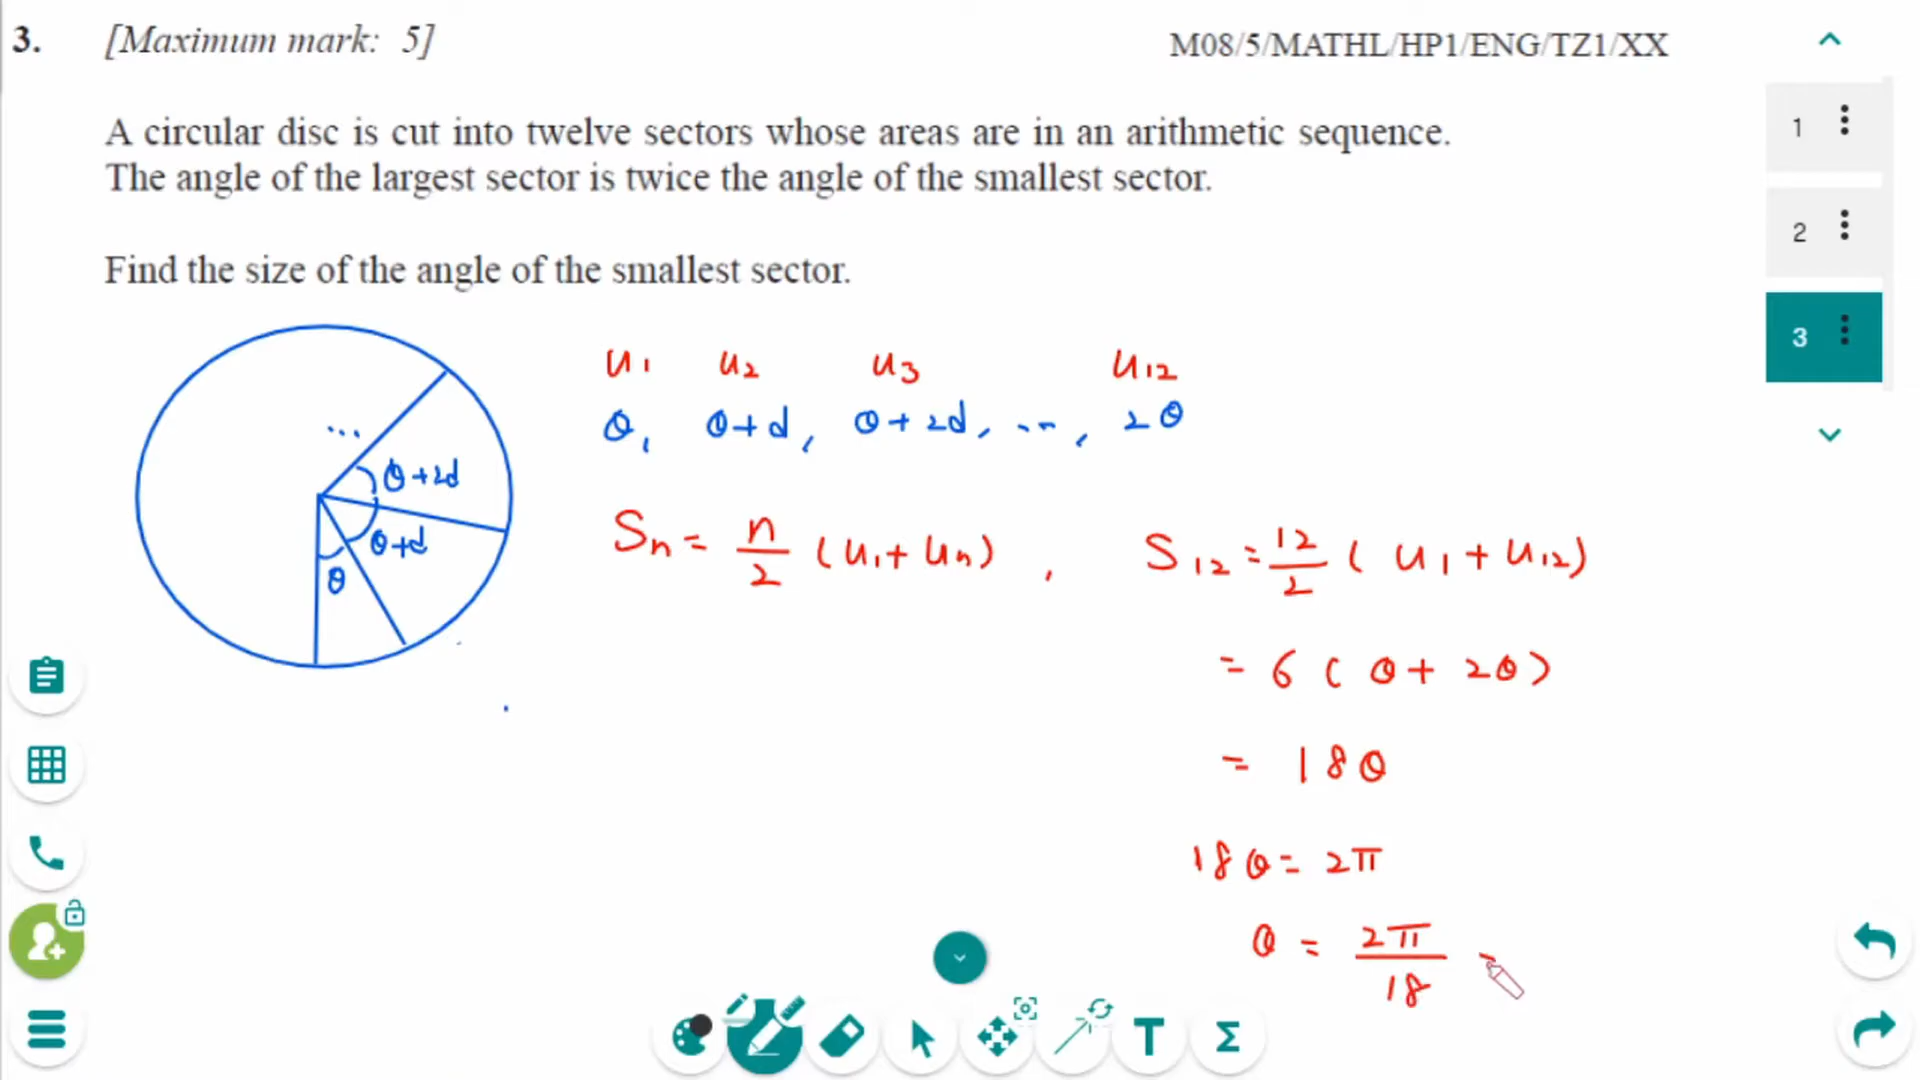 3. [Maximum mark: 5] M08/5/MATHL/HP1/ENG/TZ1/XX
A circular disc is cut into twelve sectors whose areas are in an arithmetic sequence.
The angle of the largest sector is twice the angle of the smallest sector.
Find the size of the angle of the smallest sector.
1
2
3
u₁ u₂ u₃ u₁₂
θ, θ+d, θ+2d, ..., 2θ
...
θ+2d
θ+d
θ
Sₙ = n/2 (u₁+uₙ), S₁₂ = 12/2 (u₁+u₁₂)
= 6(θ+2θ)
= 18θ
18θ = 2π
θ = 2π/18 =
T Σ